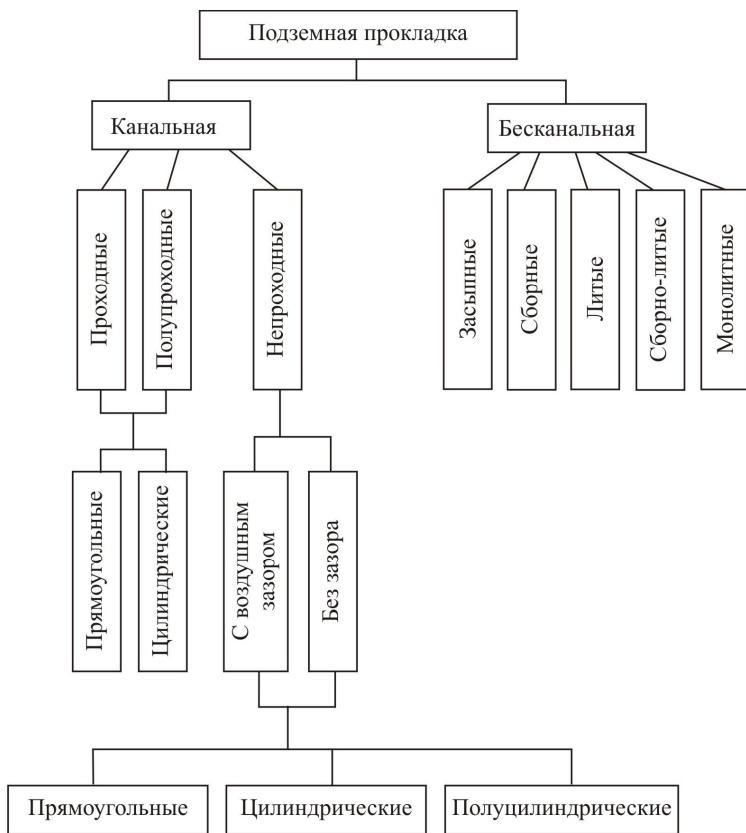 Подземная прокладка
Канальная
Бесканальная
Проходные
Полупроходные
Непроходные
Засыпные
Сборные
Литые
Сборно-литые
Монолитные
Прямоугольные
Цилиндрические
С воздушным
зазором
Без зазора
Прямоугольные
Цилиндрические
Полуцилиндрические